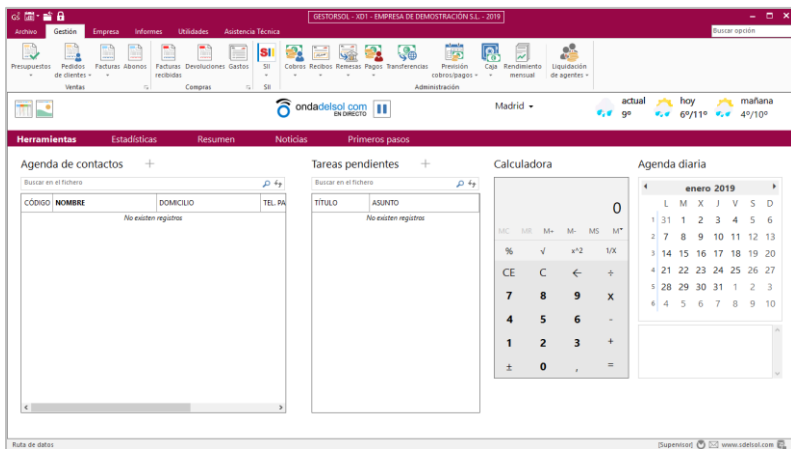 GESTORSOL - XD1 - EMPRESA DE DEMOSTRACIÓN S.L. - 2019
Archivo Gestión Empresa Informes Utilidades Asistencia Técnica Buscar opción
Presupuestos Pedidos de clientes Facturas Abonos Facturas recibidas Devoluciones Gastos SII Cobros Recibos Remesas Pagos Transferencias Previsión cobros/pagos Caja Rendimiento mensual Liquidación de agentes
Ventas Compras SII Administración
ondadelsol.com
EN DIRECTO
Madrid
actual
9º
hoy
6º/11º
mañana
4º/10º
Herramientas Estadísticas Resumen Noticias Primeros pasos
Agenda de contactos +
Buscar en el fichero
CÓDIGO NOMBRE DOMICILIO TEL. PA
No existen registros
Tareas pendientes +
Buscar en el fichero
TÍTULO ASUNTO
No existen registros
Calculadora
0
MC MR M+ M- MS M
% √ x^2 1/X
CE C ← ÷
7 8 9 x
4 5 6 -
1 2 3 +
± 0 , =
Agenda diaria
enero 2019
L M X J V S D
1 31 1 2 3 4 5 6
2 7 8 9 10 11 12 13
3 14 15 16 17 18 19 20
4 21 22 23 24 25 26 27
5 28 29 30 31 1 2 3
6 4 5 6 7 8 9 10
Ruta de datos
[Supervisor] www.sdelsol.com